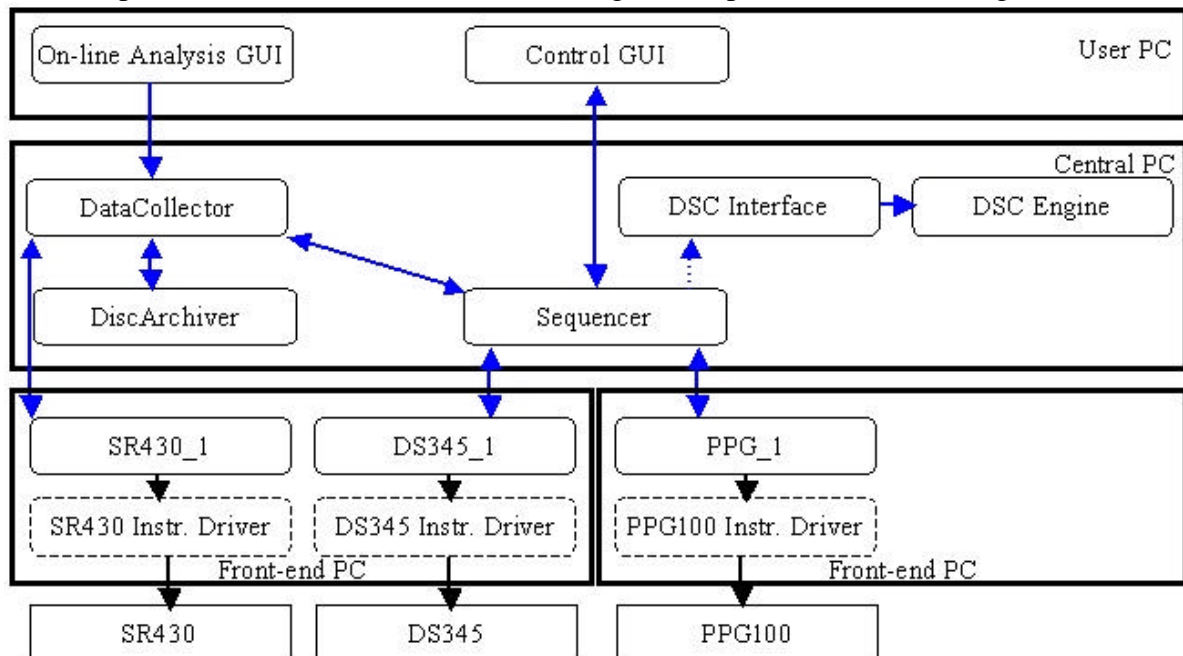 On-line Analysis GUI
Control GUI
User PC
Central PC
DataCollector
DSC Interface
DSC Engine
DiscArchiver
Sequencer
SR430_1
DS345_1
PPG_1
SR430 Instr. Driver
DS345 Instr. Driver
PPG100 Instr. Driver
Front-end PC
Front-end PC
SR430
DS345
PPG100